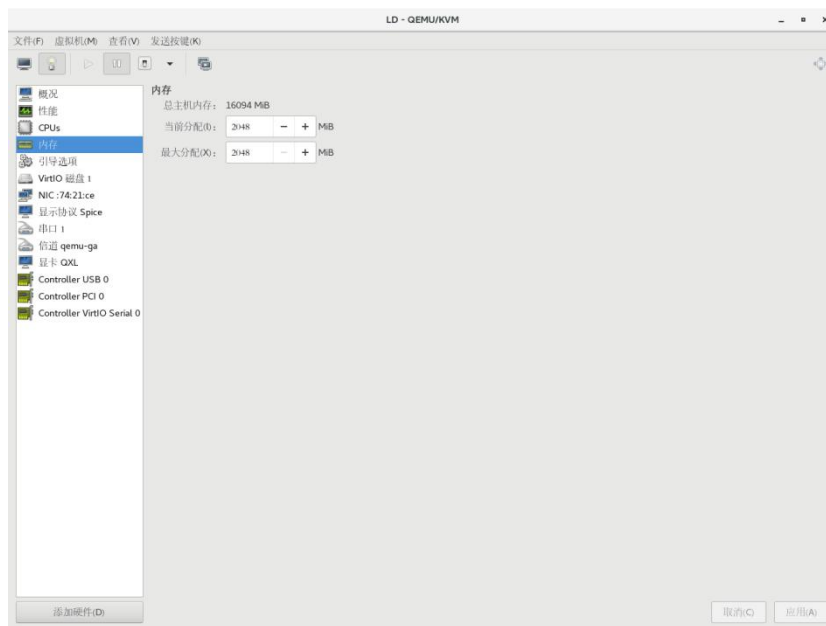 LD - QEMU/KVM
文件(F) 虚拟机(M) 查看(V) 发送按键(K)
概况
性能
CPUs
内存
引导选项
VirtIO 磁盘 1
NIC :74:21:ce
显示协议 Spice
串口 1
信道 qemu-ga
显卡 QXL
Controller USB 0
Controller PCI 0
Controller VirtIO Serial 0
内存
总主机内存: 16094 MiB
当前分配(I): 2048 − + MiB
最大分配(X): 2048 − + MiB
添加硬件(D)
取消(C) 应用(A)